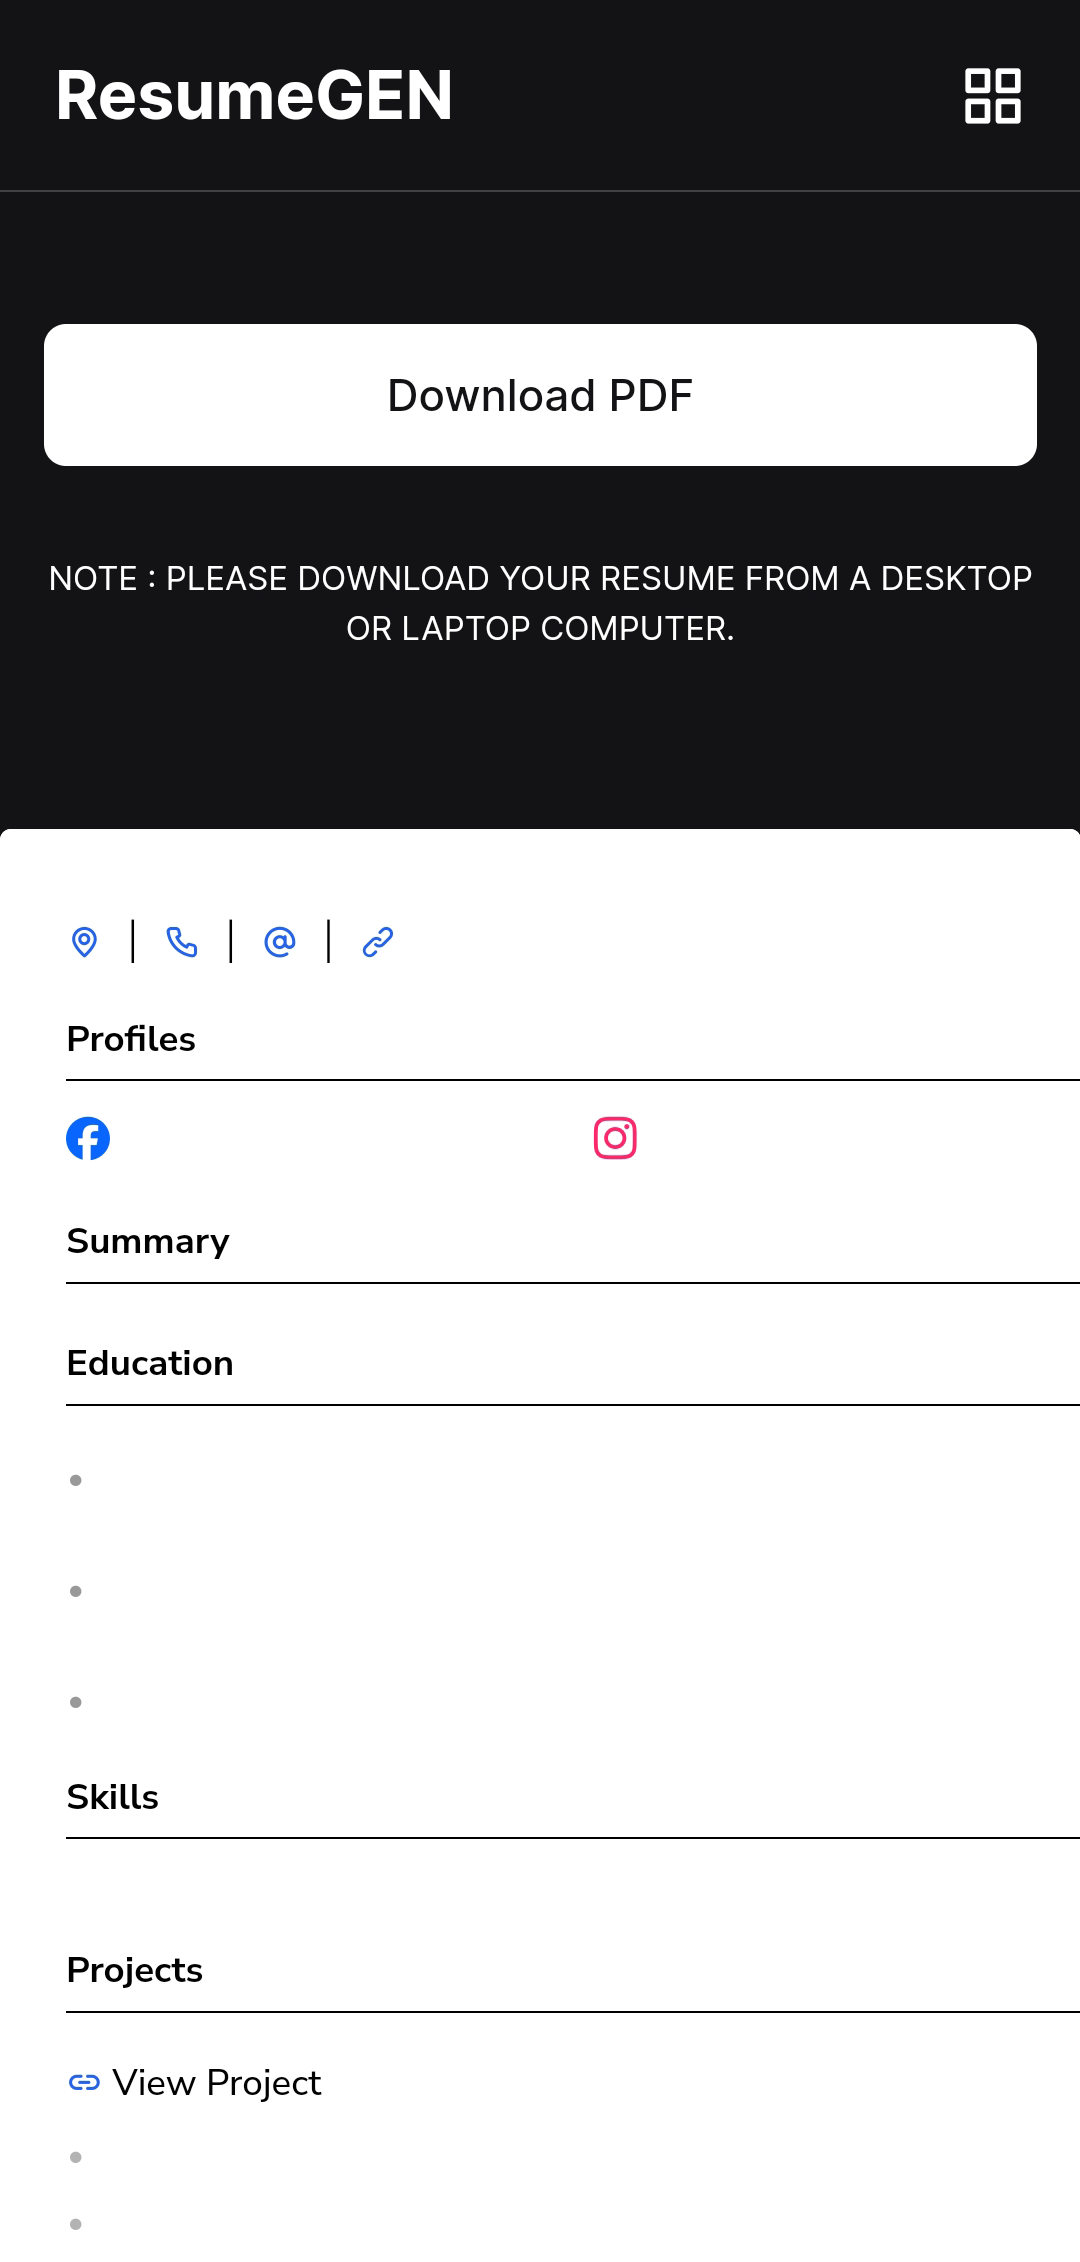 ResumeGEN
Download PDF
NOTE : PLEASE DOWNLOAD YOUR RESUME FROM A DESKTOP
OR LAPTOP COMPUTER.
Profiles
Summary
Education
Skills
Projects
View Project